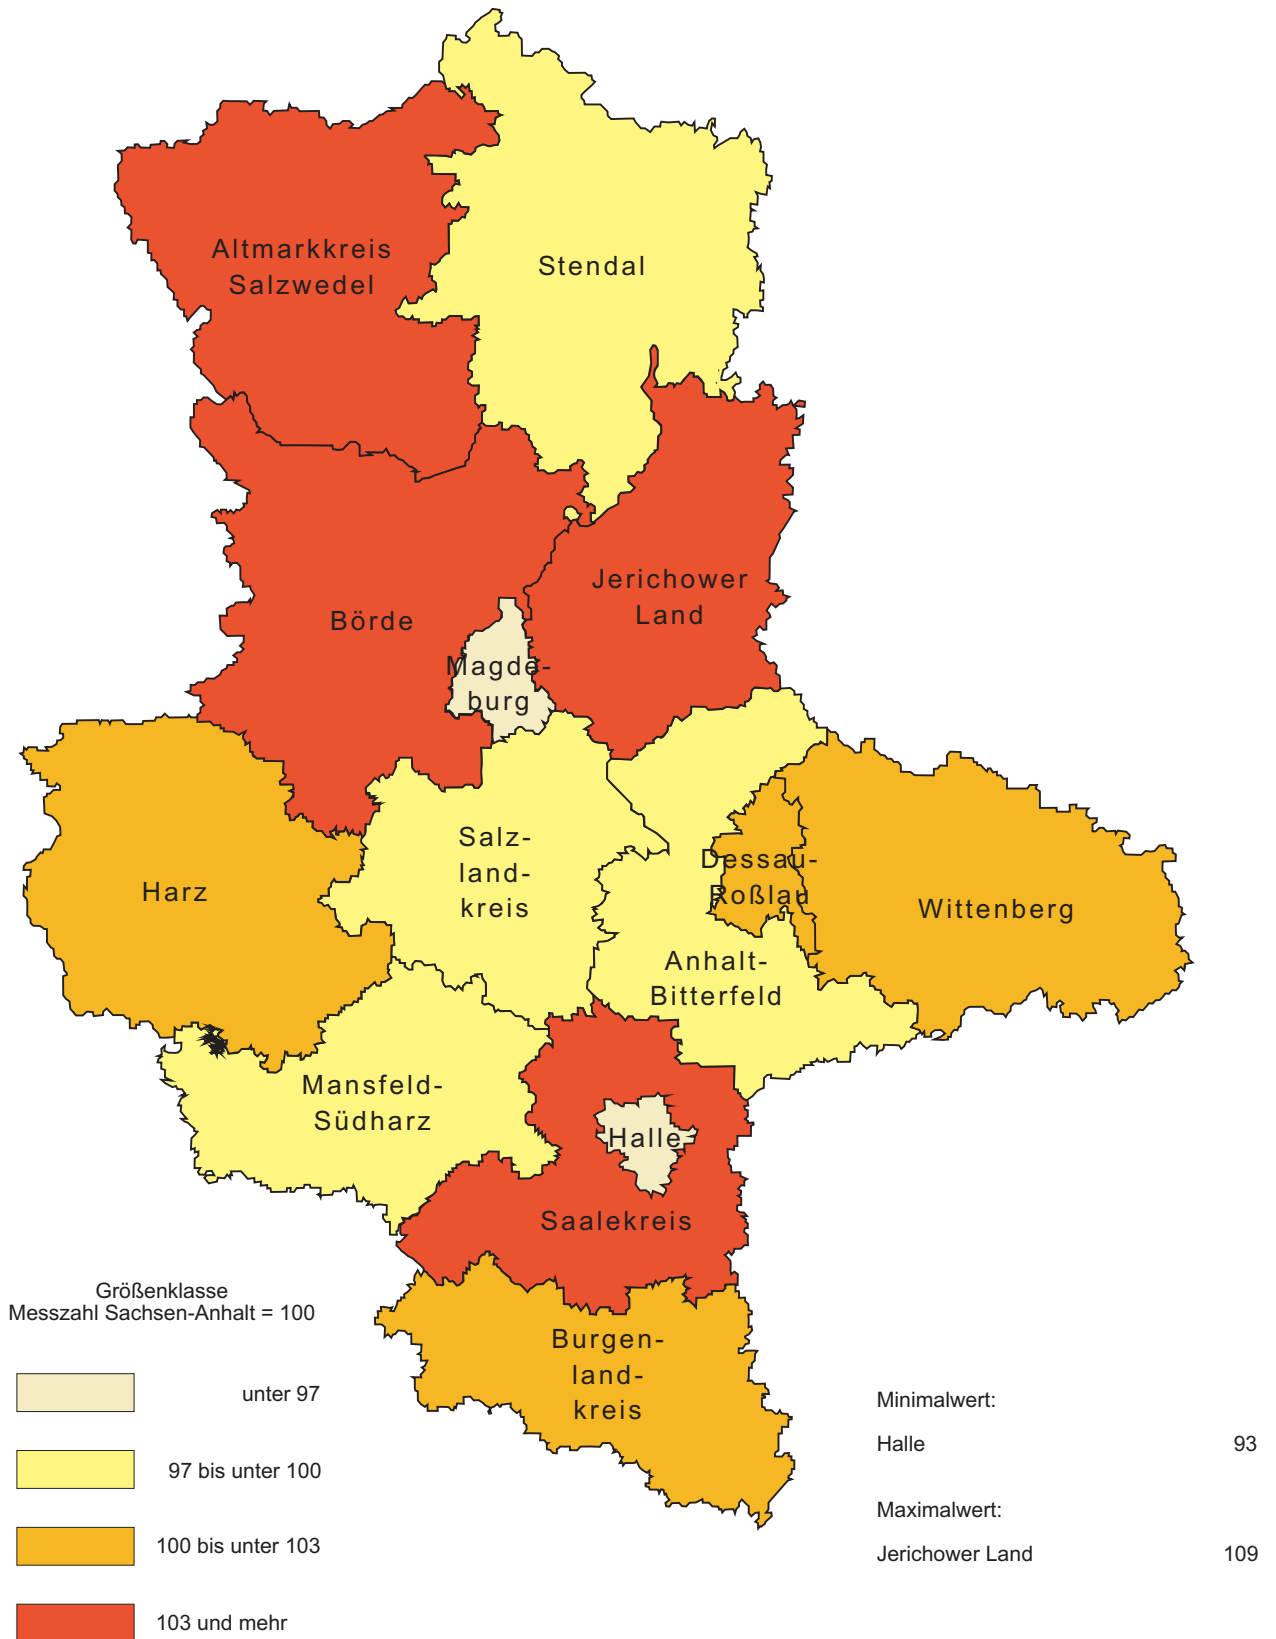 Altmarkkreis
Salzwedel
Stendal
Jerichower
Land
Börde
Magde-
burg
Salz-
land-
kreis
Dessau-
Roßlau
Harz
Wittenberg
Anhalt-
Bitterfeld
Mansfeld-
Südharz
Halle
Saalekreis
Burgen-
land-
kreis
Größenklasse
Messzahl Sachsen-Anhalt = 100
unter 97
97 bis unter 100
100 bis unter 103
103 und mehr
Minimalwert:
Halle 93
Maximalwert:
Jerichower Land 109